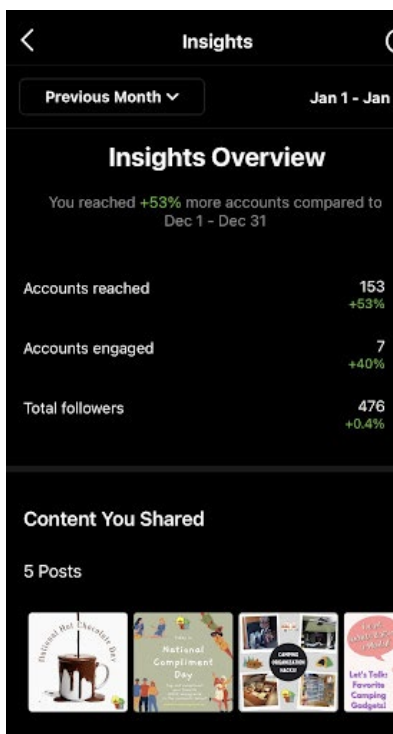 Insights
Previous Month
Jan 1 - Jan
Insights Overview
You reached +53% more accounts compared to
Dec 1 - Dec 31
Accounts reached
153
+53%
Accounts engaged
7
+40%
Total followers
476
+0.4%
Content You Shared
5 Posts
National Hot Chocolate Day
National
Compliment
Day
CAMPING
ORGANIZATION
HACKS
Let's Talk:
Favorite
Camping
Gadgets!